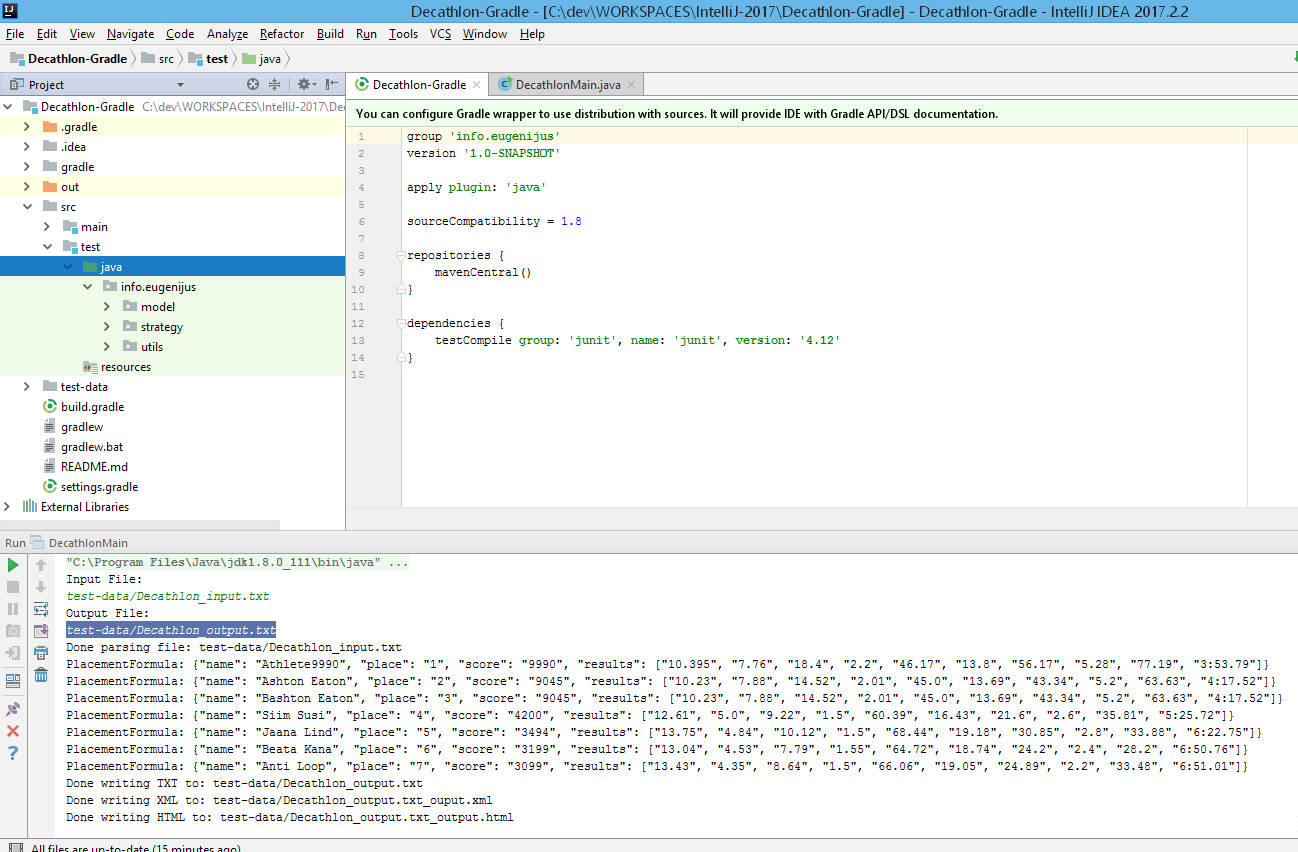 Decathlon-Gradle - [C:\dev\WORKSPACES\IntelliJ-2017\Decathlon-Gradle] - Decathlon-Gradle - IntelliJ IDEA 2017.2.2
File Edit View Navigate Code Analyze Refactor Build Run Tools VCS Window Help
Decathlon-Gradle src test java
Project
Decathlon-Gradle DecathlonMain.java
Decathlon-Gradle C:\dev\WORKSPACES\IntelliJ-2017\Dec
.gradle
.idea
gradle
out
src
main
test
java
info.eugenijus
model
strategy
utils
resources
test-data
build.gradle
gradlew
gradlew.bat
README.md
settings.gradle
External Libraries
You can configure Gradle wrapper to use distribution with sources. It will provide IDE with Gradle API/DSL documentation.
1 group 'info.eugenijus'
2 version '1.0-SNAPSHOT'
3
4 apply plugin: 'java'
5
6 sourceCompatibility = 1.8
7
8 repositories {
9 mavenCentral()
10 }
11
12 dependencies {
13 testCompile group: 'junit', name: 'junit', version: '4.12'
14 }
15
Run DecathlonMain
"C:\Program Files\Java\jdk1.8.0_111\bin\java" ...
Input File:
test-data/Decathlon_input.txt
Output File:
test-data/Decathlon_output.txt
Done parsing file: test-data/Decathlon_input.txt
PlacementFormula: {"name": "Athlete9990", "place": "1", "score": "9990", "results": ["10.395", "7.76", "18.4", "2.2", "46.17", "13.8", "56.17", "5.28", "77.19", "3:53.79"]}
PlacementFormula: {"name": "Ashton Eaton", "place": "2", "score": "9045", "results": ["10.23", "7.88", "14.52", "2.01", "45.0", "13.69", "43.34", "5.2", "63.63", "4:17.52"]}
PlacementFormula: {"name": "Bashton Eaton", "place": "3", "score": "9045", "results": ["10.23", "7.88", "14.52", "2.01", "45.0", "13.69", "43.34", "5.2", "63.63", "4:17.52"]}
PlacementFormula: {"name": "Siim Susi", "place": "4", "score": "4200", "results": ["12.61", "5.0", "9.22", "1.5", "60.39", "16.43", "21.6", "2.6", "35.81", "5:25.72"]}
PlacementFormula: {"name": "Jaana Lind", "place": "5", "score": "3494", "results": ["13.75", "4.84", "10.12", "1.5", "68.44", "19.18", "30.85", "2.8", "33.88", "6:22.75"]}
PlacementFormula: {"name": "Beata Kana", "place": "6", "score": "3199", "results": ["13.04", "4.53", "7.79", "1.55", "64.72", "18.74", "24.2", "2.4", "28.2", "6:50.76"]}
PlacementFormula: {"name": "Anti Loop", "place": "7", "score": "3099", "results": ["13.43", "4.35", "8.64", "1.5", "66.06", "19.05", "24.89", "2.2", "33.48", "6:51.01"]}
Done writing TXT to: test-data/Decathlon_output.txt
Done writing XML to: test-data/Decathlon_output.txt_ouput.xml
Done writing HTML to: test-data/Decathlon_output.txt_output.html
All files are up-to-date (15 minutes ago)